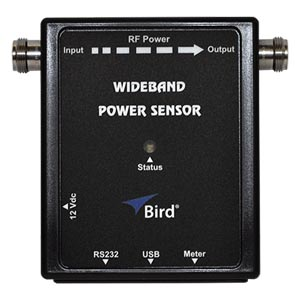 RF Power
Input Output
WIDEBAND
POWER SENSOR
Status
12 Vdc
Bird®
RS232 USB Meter